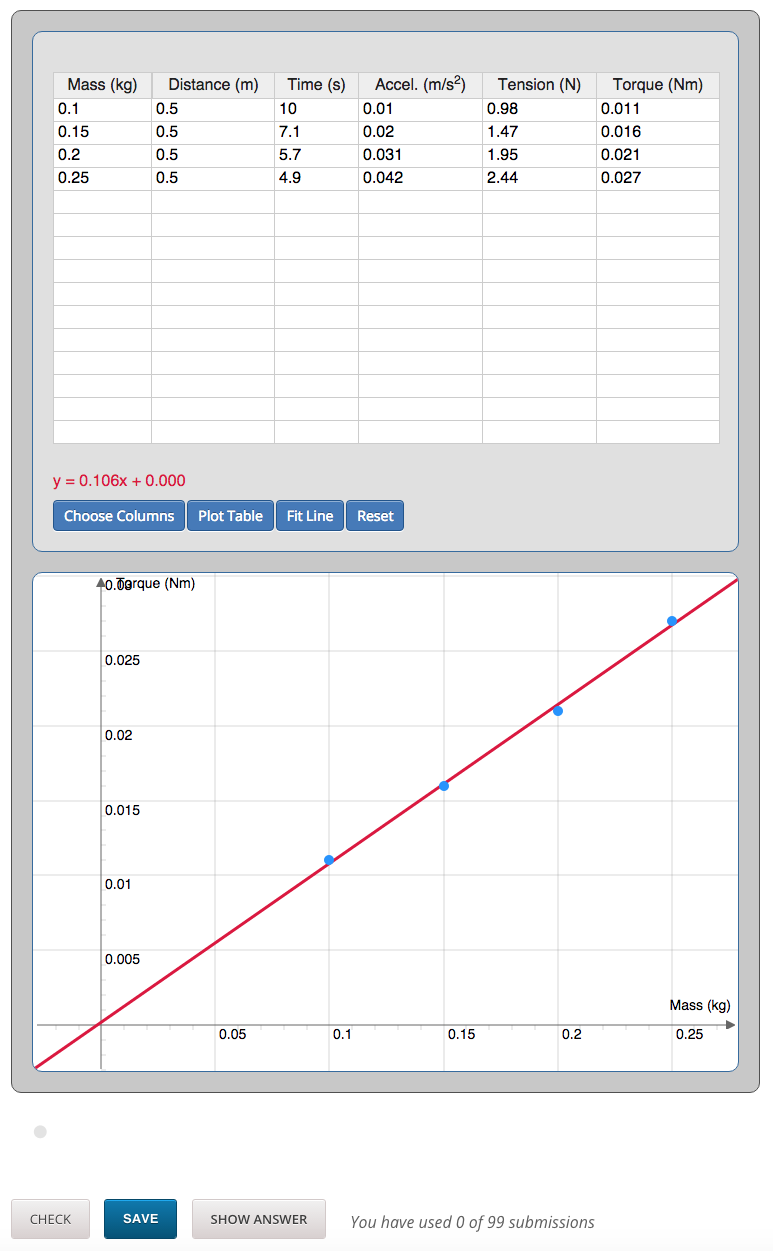 Mass (kg) Distance (m) Time (s) Accel. (m/s²) Tension (N) Torque (Nm)
0.1 0.5 10 0.01 0.98 0.011
0.15 0.5 7.1 0.02 1.47 0.016
0.2 0.5 5.7 0.031 1.95 0.021
0.25 0.5 4.9 0.042 2.44 0.027
y = 0.106x + 0.000
Choose Columns Plot Table Fit Line Reset
0.03 Torque (Nm)
0.025
0.02
0.015
0.01
0.005
Mass (kg)
0.05 0.1 0.15 0.2 0.25
CHECK SAVE SHOW ANSWER You have used 0 of 99 submissions